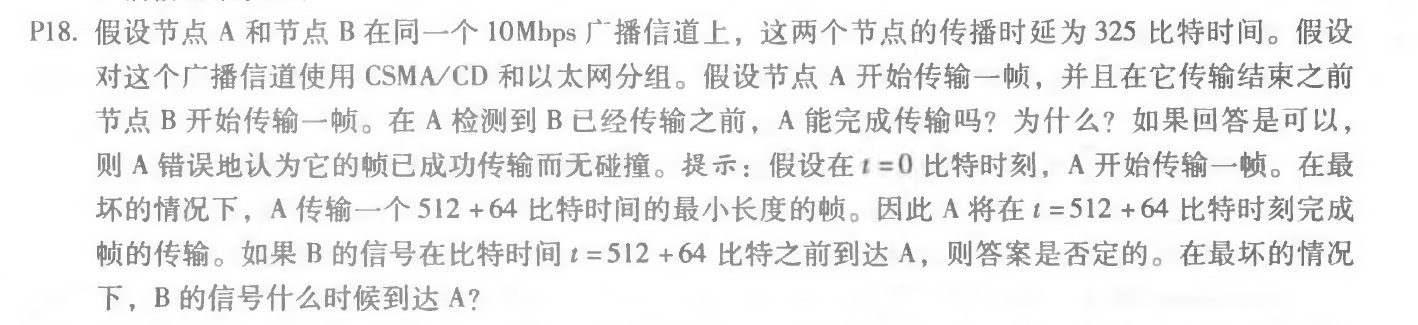 P18. 假设节点 A 和节点 B 在同一个 10Mbps 广播信道上，这两个节点的传播时延为 325 比特时间。假设
对这个广播信道使用 CSMA/CD 和以太网分组。假设节点 A 开始传输一帧，并且在它传输结束之前
节点 B 开始传输一帧。在 A 检测到 B 已经传输之前，A 能完成传输吗？为什么？如果回答是可以，
则 A 错误地认为它的帧已成功传输而无碰撞。提示：假设在 t =0 比特时刻，A 开始传输一帧。在最
坏的情况下，A 传输一个 512 +64 比特时间的最小长度的帧。因此 A 将在 t =512 +64 比特时刻完成
帧的传输。如果 B 的信号在比特时间 t =512 +64 比特之前到达 A，则答案是否定的。在最坏的情况
下，B 的信号什么时候到达 A？